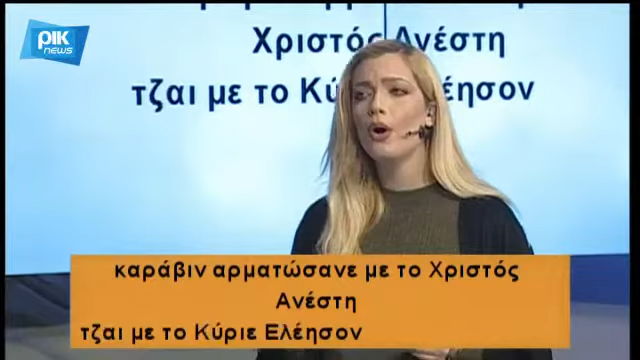 ρικ
news
Χριστός Ανέστη
τζαι με το Κύ ελέησον
καράβιν αρματώσανε με το Χριστός
Ανέστη
τζαι με το Κύριε Ελέησον